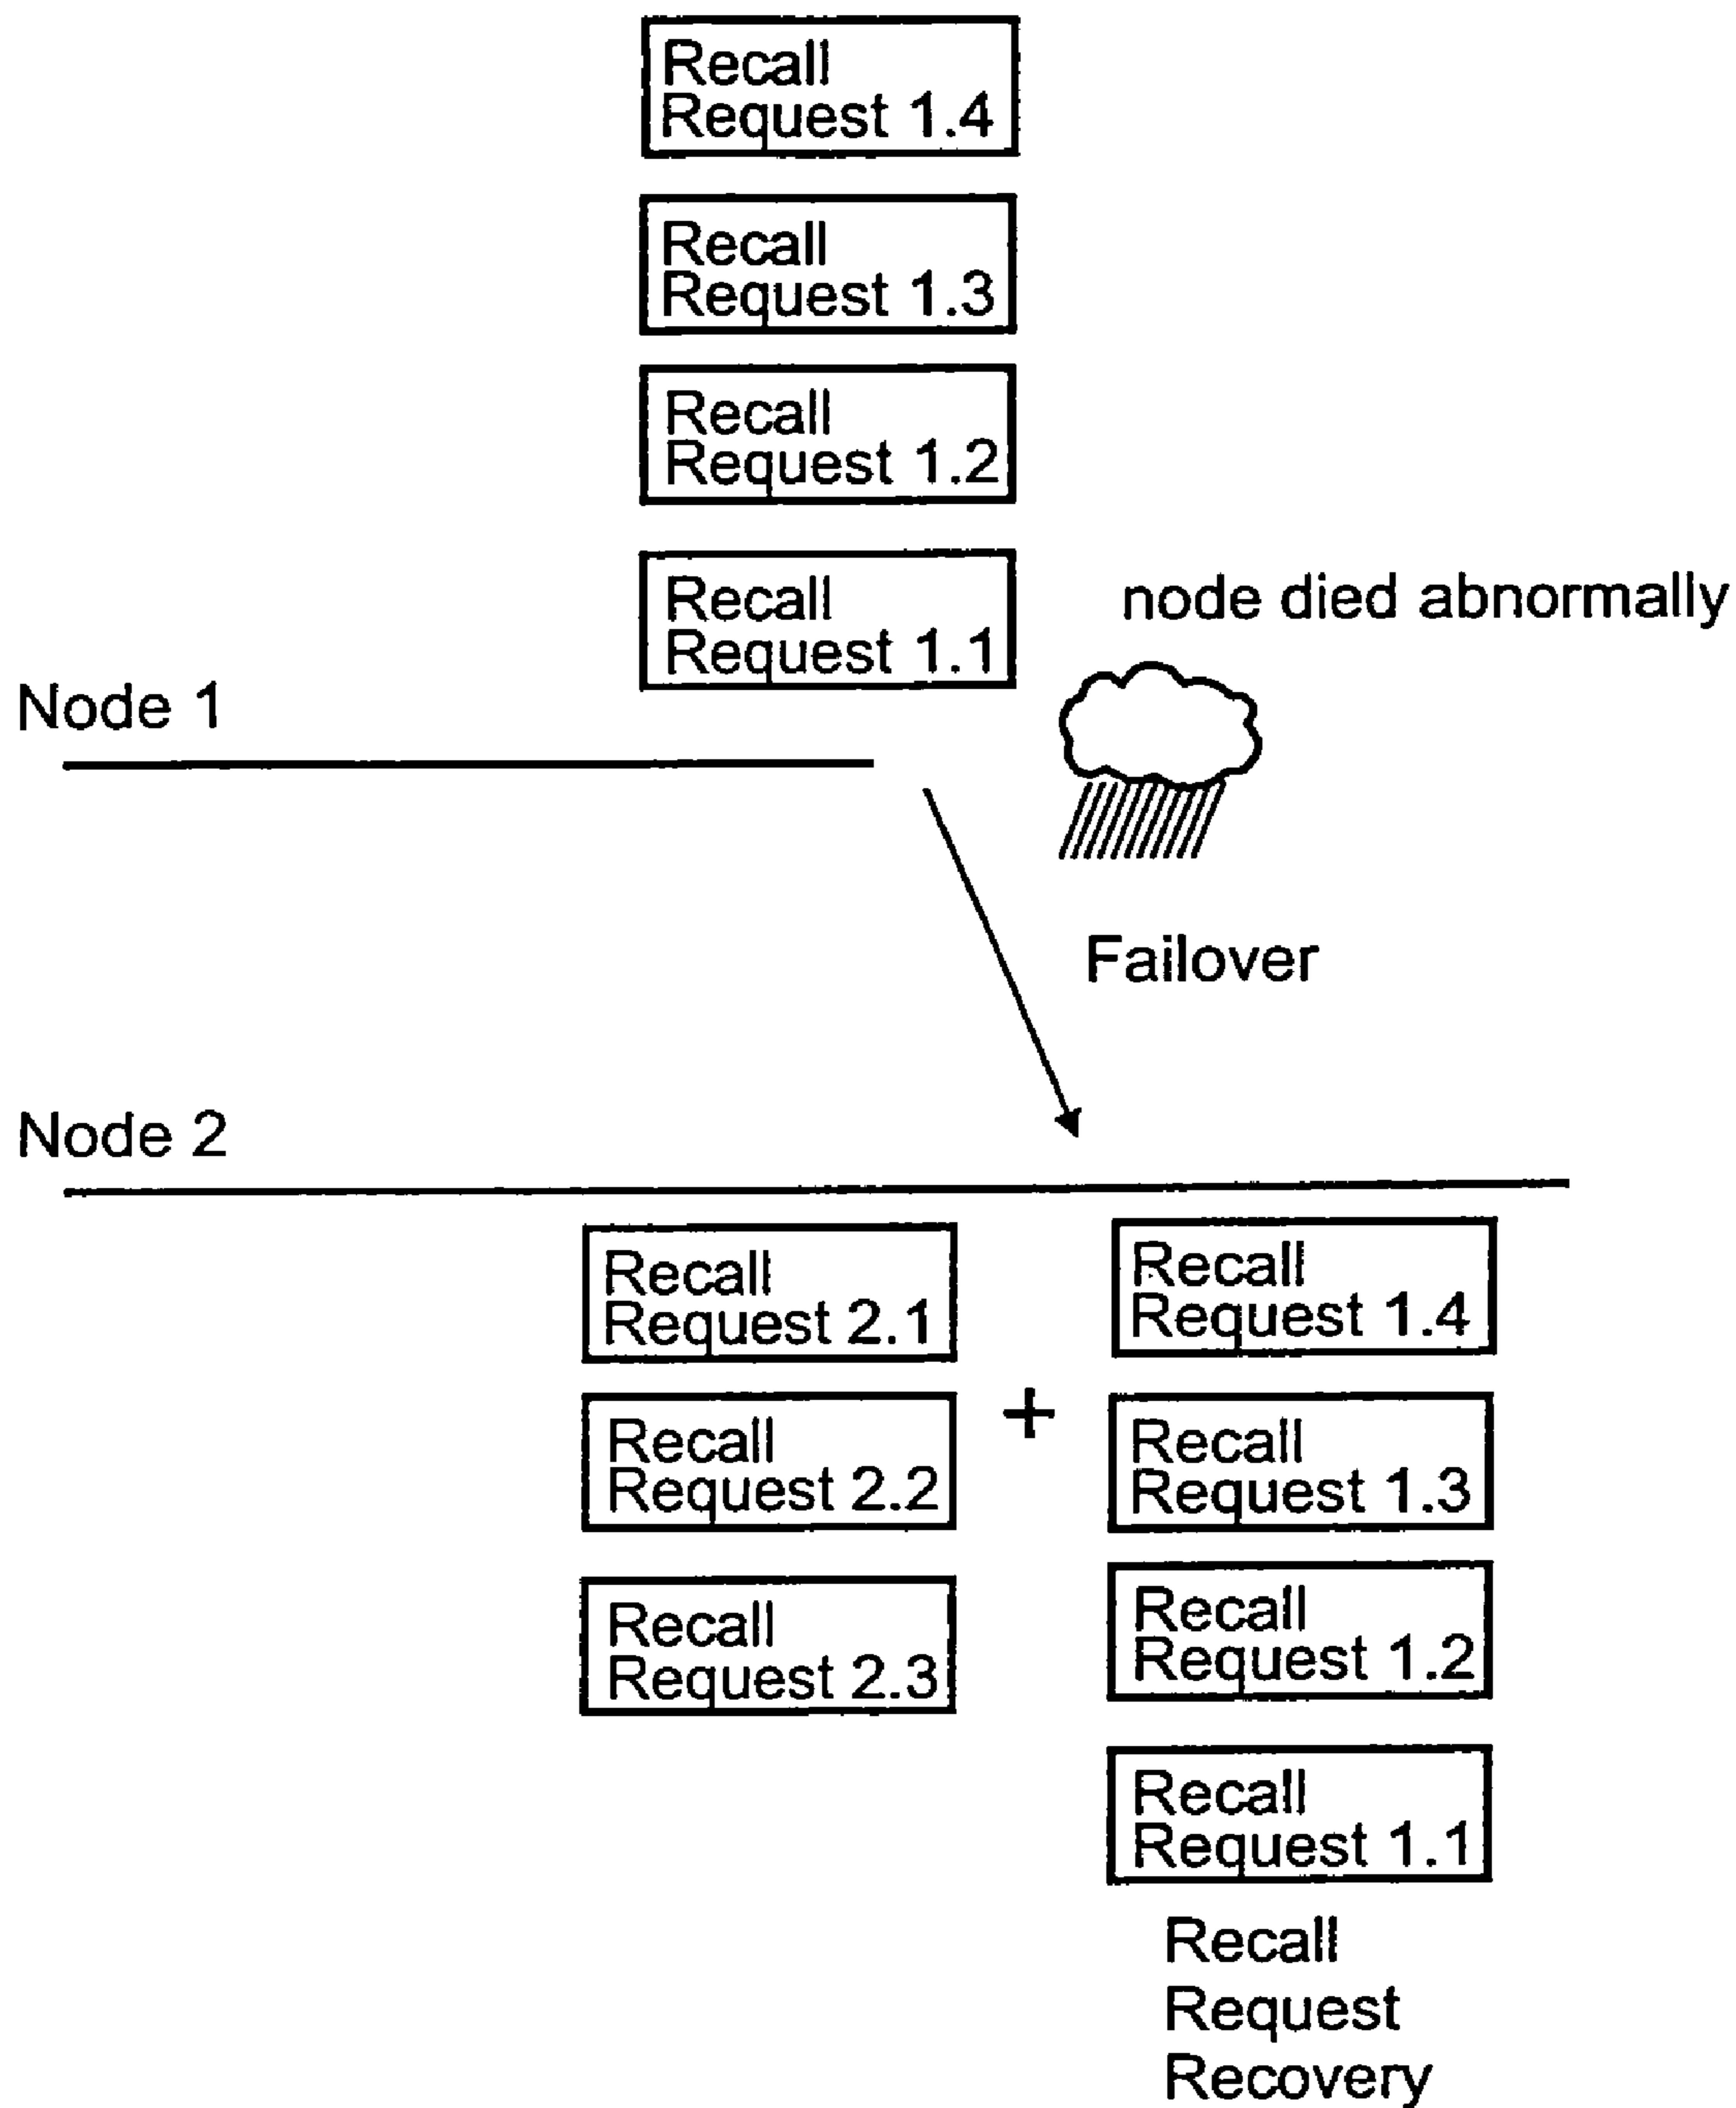 Recall
Request 1.4
Recall
Request 1.3
Recall
Request 1.2
Recall
Request 1.1
node died abnormally
Node 1
Failover
Node 2
Recall
Request 2.1
Recall
Request 2.2
Recall
Request 2.3
+
Recall
Request 1.4
Recall
Request 1.3
Recall
Request 1.2
Recall
Request 1.1
Recall
Request
Recovery